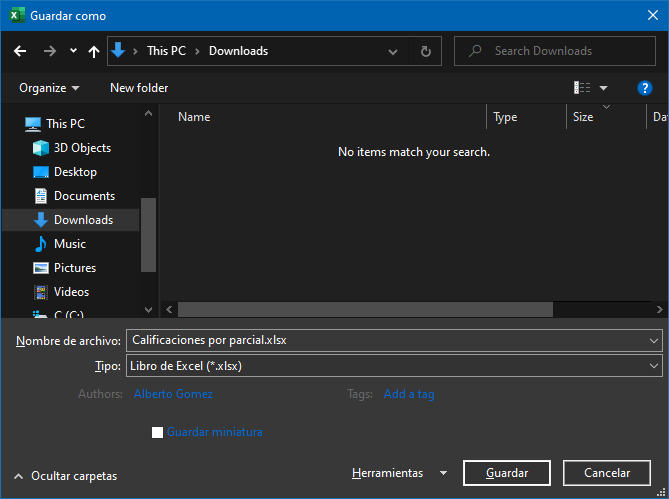 Guardar como
This PC > Downloads
Search Downloads
Organize
New folder
?
This PC
3D Objects
Desktop
Documents
Downloads
Music
Pictures
Videos
C (C:)
Name
Type
Size
Da
No items match your search.
Nombre de archivo: Calificaciones por parcial.xlsx
Tipo: Libro de Excel (*.xlsx)
Authors: Alberto Gomez
Tags: Add a tag
Guardar miniatura
Ocultar carpetas
Herramientas
Guardar
Cancelar